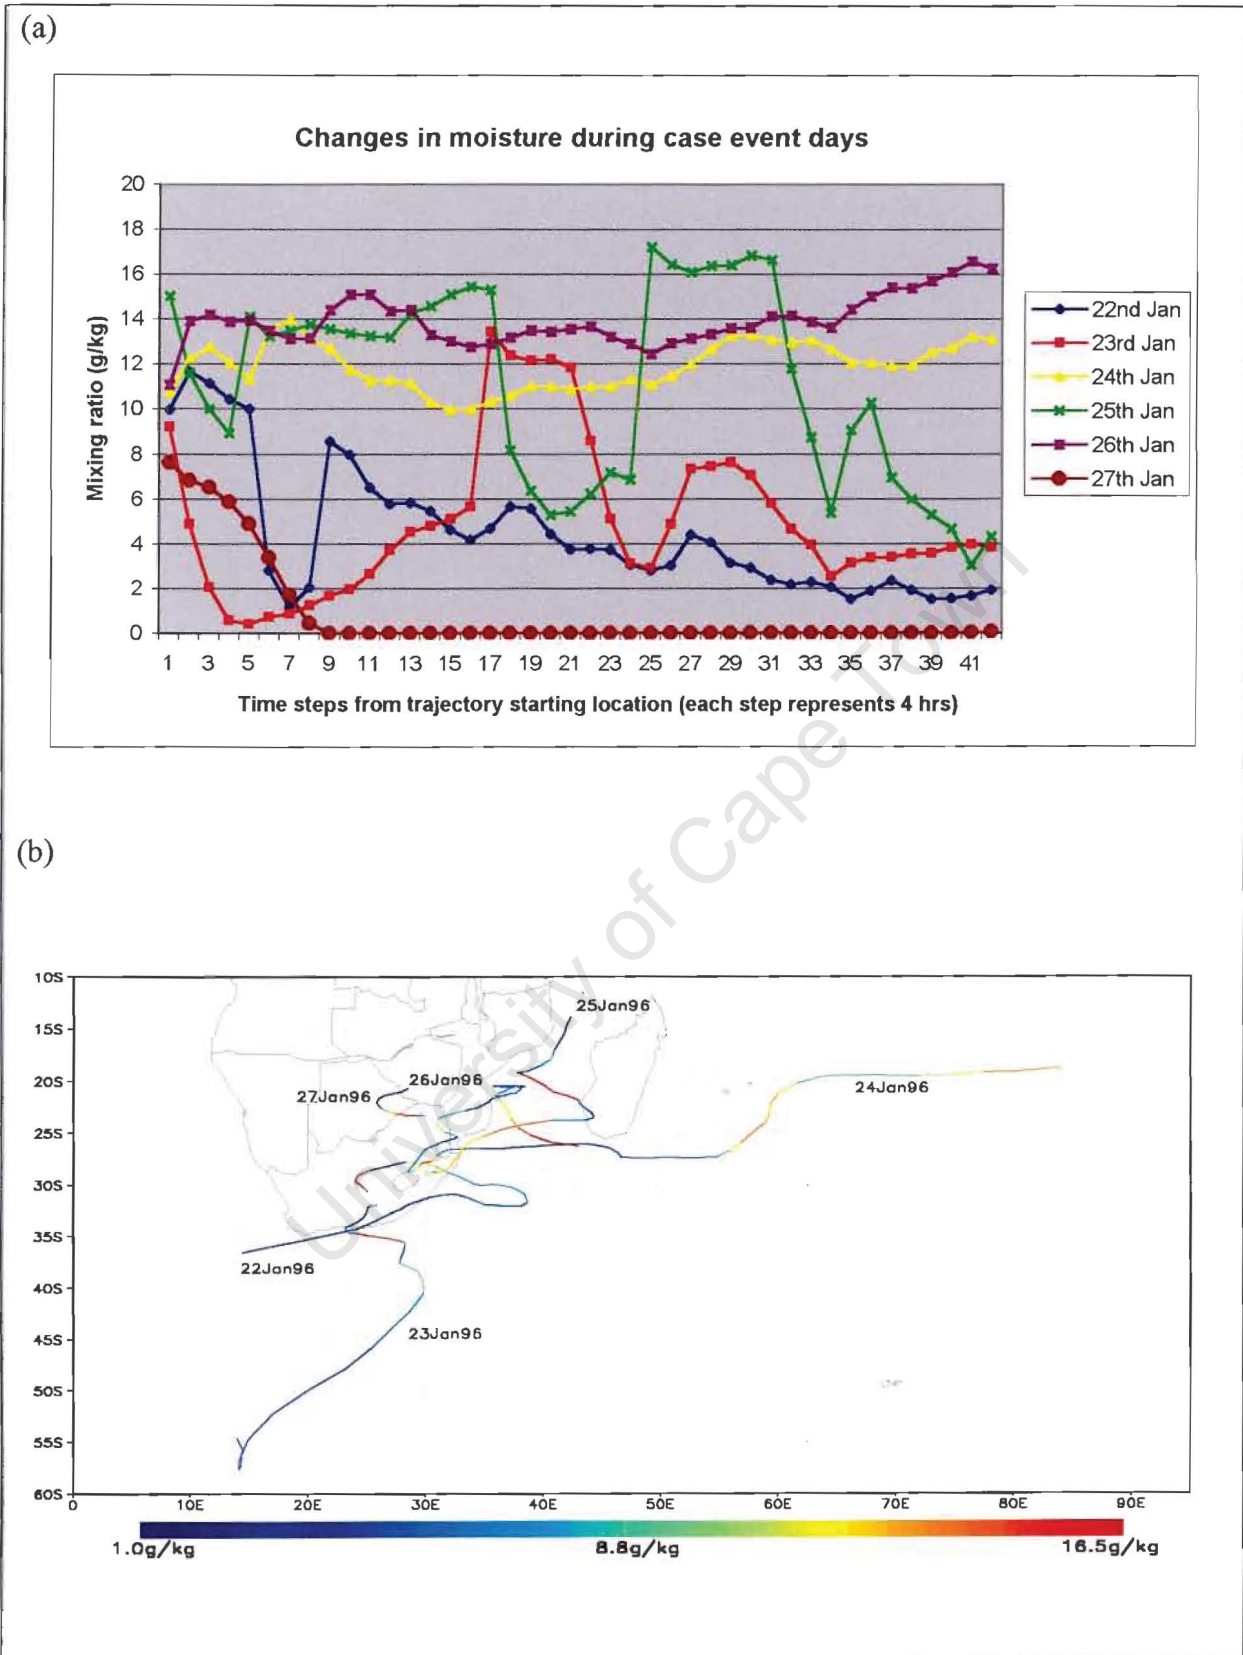 (a)
Changes in moisture during case event days
20
18
16
14
12
10
8
6
4
2
0
Mixing ratio (g/kg)
1 3 5 7 9 11 13 15 17 19 21 23 25 27 29 31 33 35 37 39 41
Time steps from trajectory starting location (each step represents 4 hrs)
22nd Jan
23rd Jan
24th Jan
25th Jan
26th Jan
27th Jan
University of Cape Town
(b)
10S
15S
20S
25S
30S
35S
40S
45S
50S
55S
60S
25Jan96
26Jan96
27Jan96
24Jan96
22Jan96
23Jan96
0 10E 20E 30E 40E 50E 60E 70E 80E 90E
1.0g/kg 8.8g/kg 16.5g/kg